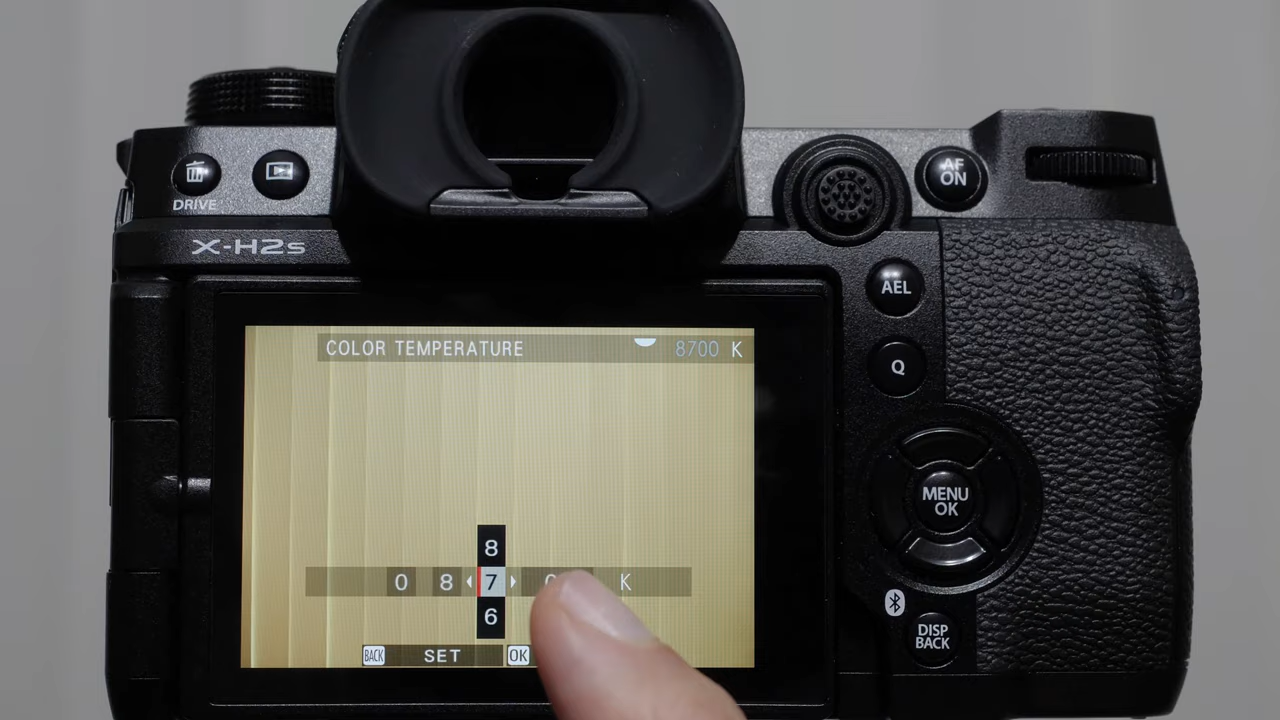 DRIVE
AF
ON
X-H2s
AEL
Q
COLOR TEMPERATURE 8700 K
8
0 8 7 0 K
6
BACK SET OK
MENU
OK
DISP
BACK